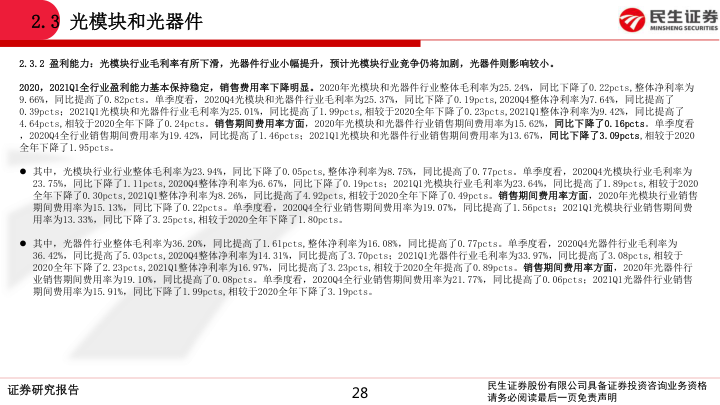 2.3 光模块和光器件
民生证券
MINSHENG SECURITIES
2.3.2 盈利能力：光模块行业毛利率有所下滑，光器件行业小幅提升，预计光模块行业竞争仍将加剧，光器件则影响较小。
2020，2021Q1全行业盈利能力基本保持稳定，销售费用率下降明显。2020年光模块和光器件行业整体毛利率为25.24%，同比下降了0.22pcts,整体净利率为
9.66%，同比提高了0.82pcts。单季度看，2020Q4光模块和光器件行业毛利率为25.37%，同比下降了0.19pcts,2020Q4整体净利率为7.64%，同比提高了
0.39pcts；2021Q1光模块和光器件行业毛利率为25.01%，同比提高了1.99pcts,相较于2020全年下降了0.23pcts,2021Q1整体净利率为9.42%，同比提高了
4.64pcts,相较于2020全年下降了0.24pcts。销售期间费用率方面，2020年光模块和光器件行业销售期间费用率为15.62%，同比下降了0.16pcts。单季度看
，2020Q4全行业销售期间费用率为19.42%，同比提高了1.46pcts；2021Q1光模块和光器件行业销售期间费用率为13.67%，同比下降了3.09pcts,相较于2020
全年下降了1.95pcts。
● 其中，光模块行业行业整体毛利率为23.94%，同比下降了0.05pcts,整体净利率为8.75%，同比提高了0.77pcts。单季度看，2020Q4光模块行业毛利率为
23.75%，同比下降了1.11pcts,2020Q4整体净利率为6.67%，同比下降了0.19pcts；2021Q1光模块行业毛利率为23.64%，同比提高了1.89pcts,相较于2020
全年下降了0.30pcts,2021Q1整体净利率为8.26%，同比提高了4.92pcts,相较于2020全年下降了0.49pcts。销售期间费用率方面，2020年光模块行业销售
期间费用率为15.13%，同比下降了0.22pcts。单季度看，2020Q4全行业销售期间费用率为19.07%，同比提高了1.56pcts；2021Q1光模块行业销售期间费
用率为13.33%，同比下降了3.25pcts,相较于2020全年下降了1.80pcts。
● 其中，光器件行业整体毛利率为36.20%，同比提高了1.61pcts,整体净利率为16.08%，同比提高了0.77pcts。单季度看，2020Q4光器件行业毛利率为
36.42%，同比提高了5.03pcts,2020Q4整体净利率为14.31%，同比提高了3.70pcts；2021Q1光器件行业毛利率为33.97%，同比提高了3.08pcts,相较于
2020全年下降了2.23pcts,2021Q1整体净利率为16.97%，同比提高了3.23pcts,相较于2020全年提高了0.89pcts。销售期间费用率方面，2020年光器件行
业销售期间费用率为19.10%，同比提高了0.08pcts。单季度看，2020Q4全行业销售期间费用率为21.77%，同比提高了0.06pcts；2021Q1光器件行业销售
期间费用率为15.91%，同比下降了1.99pcts,相较于2020全年下降了3.19pcts。
证券研究报告
28
民生证券股份有限公司具备证券投资咨询业务资格
请务必阅读最后一页免责声明